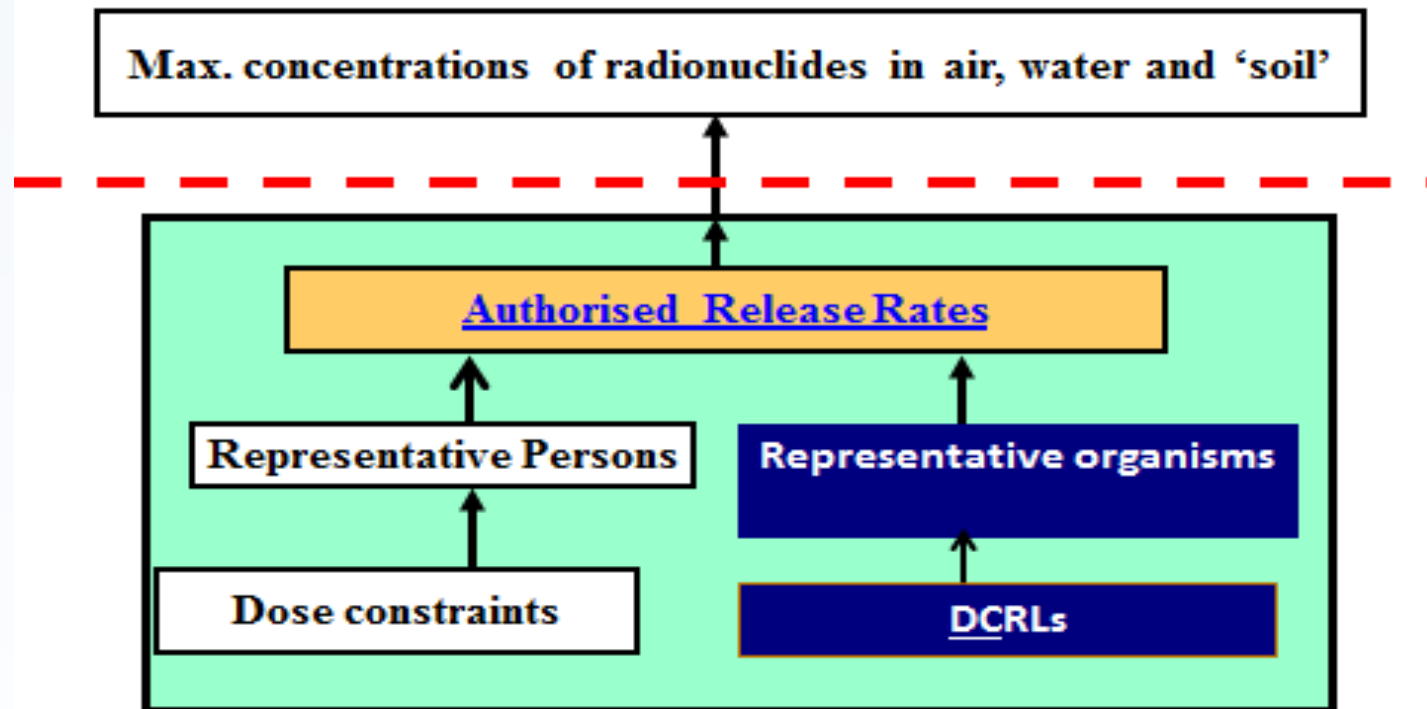 Max. concentrations of radionuclides in air, water and ‘soil’
Authorised Release Rates
Representative Persons
Representative organisms
Dose constraints
DCRLs